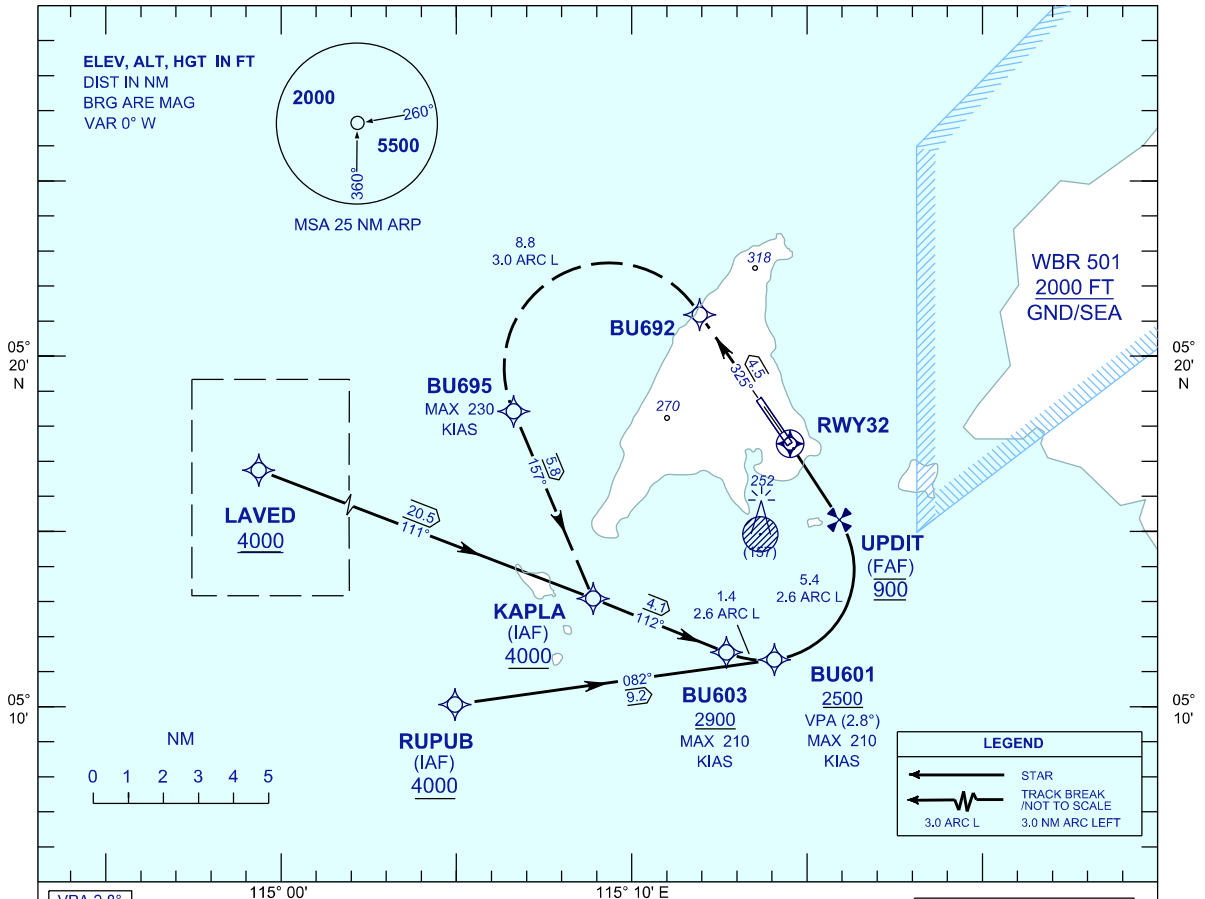 ELEV, ALT, HGT IN FT
DIST IN NM
BRG ARE MAG
VAR 0° W
2000
260°
5500
360°
MSA 25 NM ARP
8.8
3.0 ARC L
318
WBR 501
2000 FT
GND/SEA
BU692
05°
20'
N
05°
20'
N
4.5
325°
BU695
MAX 230
KIAS
270
RWY32
5.8
157°
252
(157)
LAVED
4000
20.5
111°
UPDIT
(FAF)
900
5.4
2.6 ARC L
1.4
2.6 ARC L
KAPLA
(IAF)
4000
4.1
112°
082°
9.2
BU603
2900
MAX 210
KIAS
BU601
2500
VPA (2.8°)
MAX 210
KIAS
05°
10'
05°
10'
RUPUB
(IAF)
4000
NM
0 1 2 3 4 5
LEGEND
STAR
TRACK BREAK
/NOT TO SCALE
3.0 ARC L 3.0 NM ARC LEFT
115° 00'
115° 10' E
VPA 2.8°